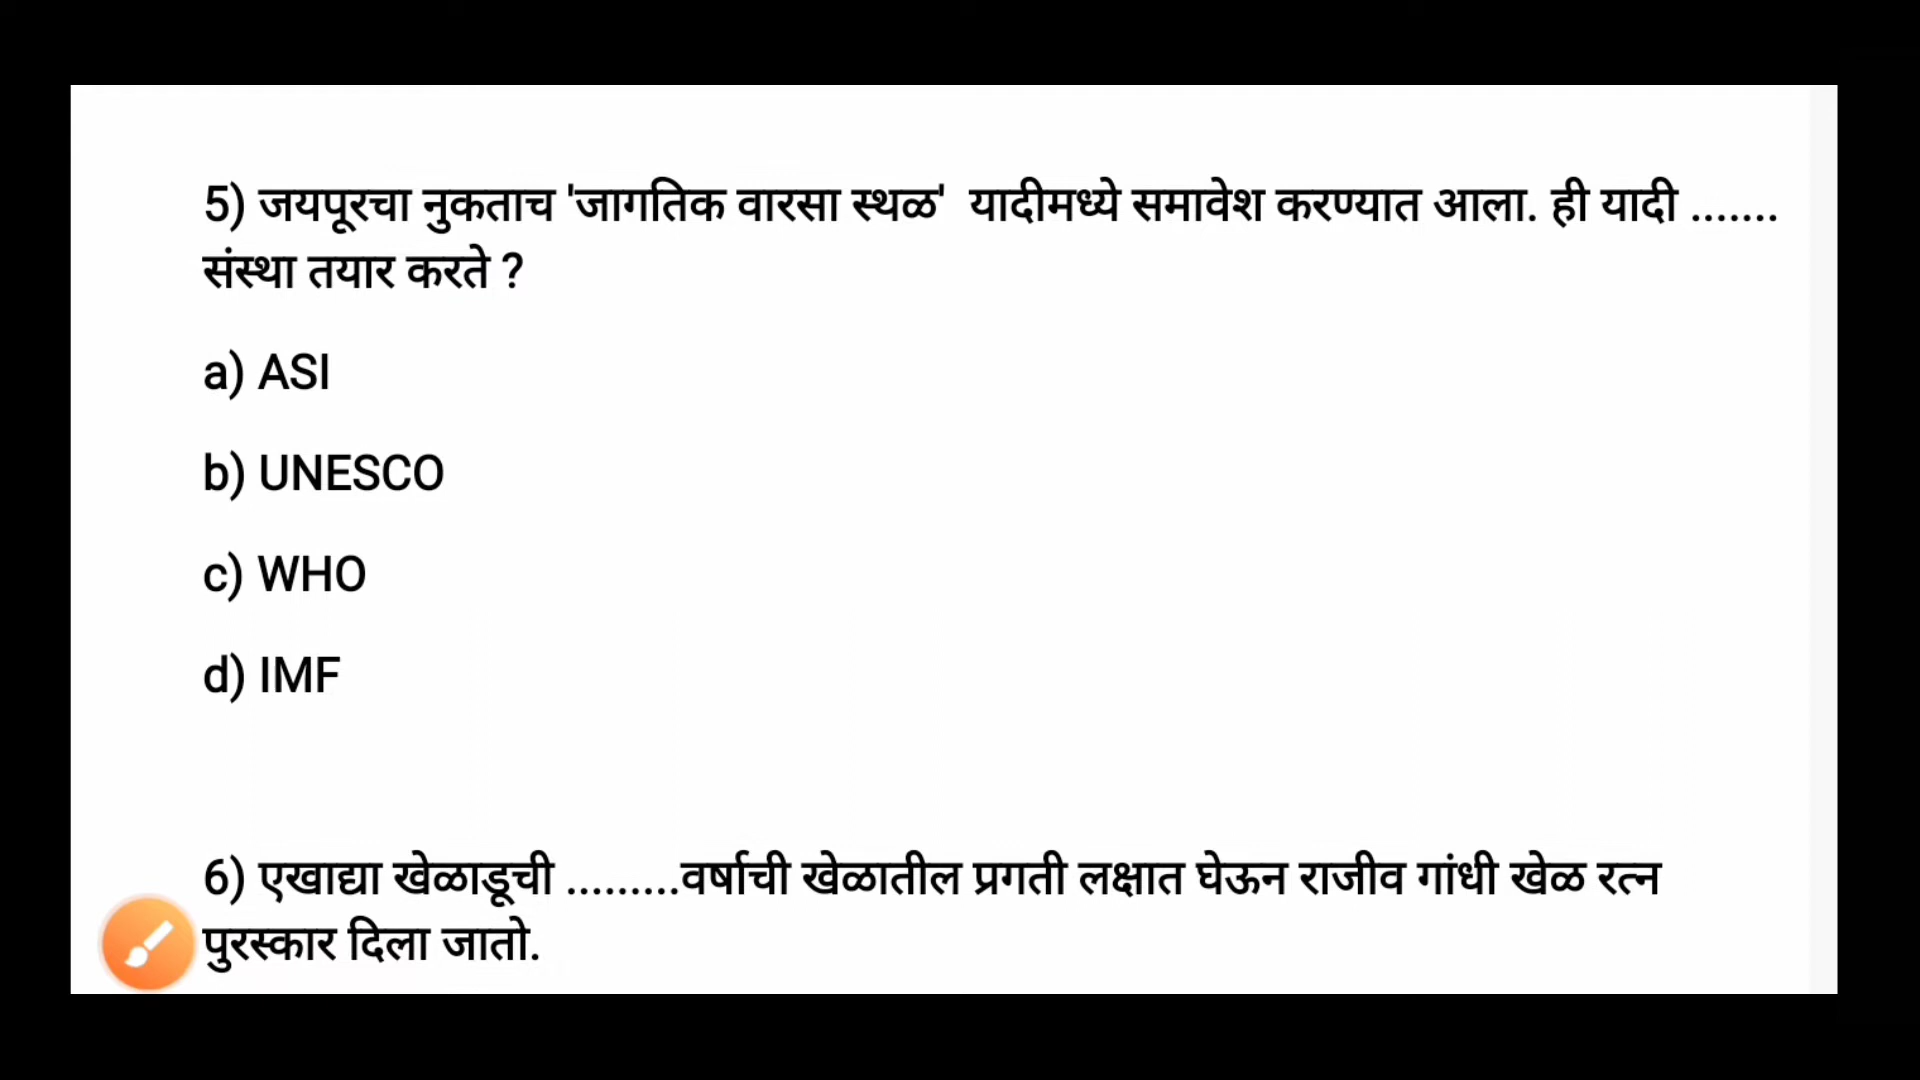 5) जयपूरचा नुकताच 'जागतिक वारसा स्थळ' यादीमध्ये समावेश करण्यात आला. ही यादी .......
संस्था तयार करते ?
a) ASI
b) UNESCO
c) WHO
d) IMF
6) एखाद्या खेळाडूची .........वर्षाची खेळातील प्रगती लक्षात घेऊन राजीव गांधी खेळ रत्न
पुरस्कार दिला जातो.